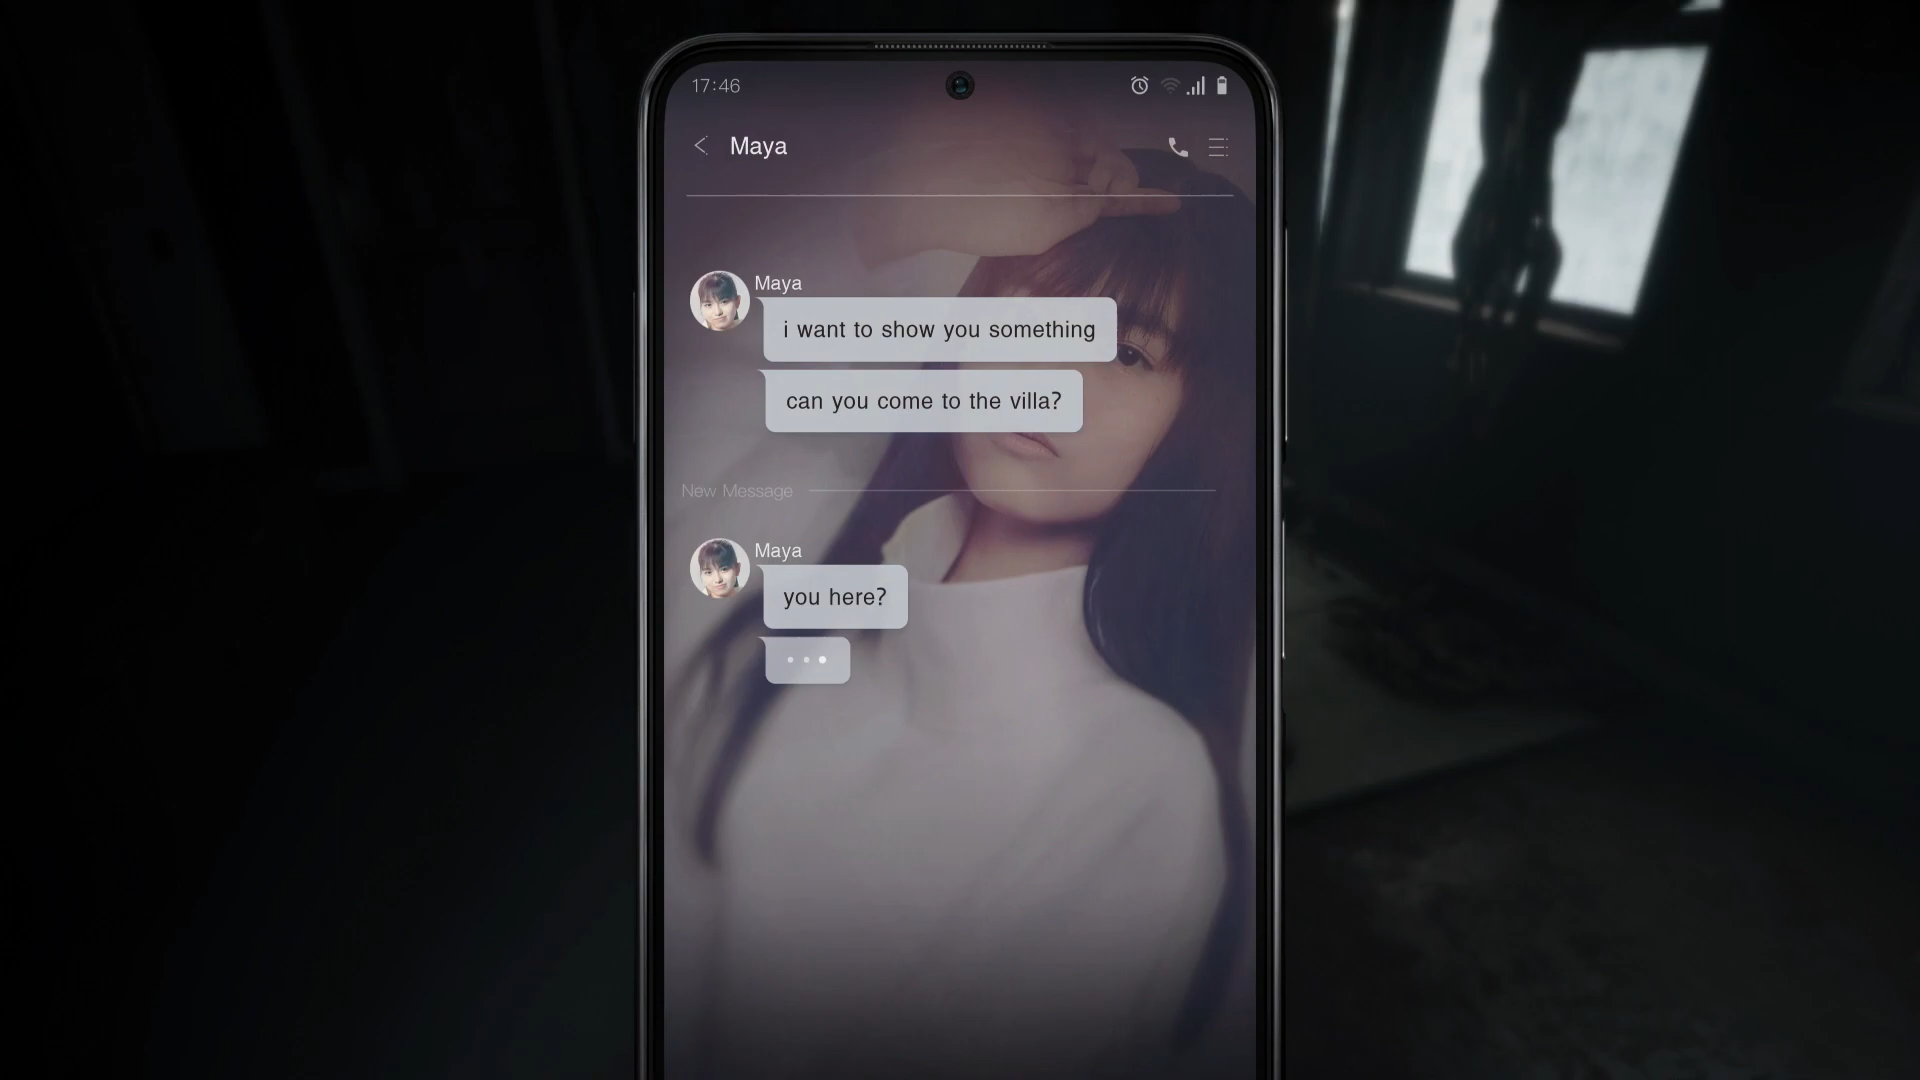 17:46
Maya
Maya
i want to show you something
can you come to the villa?
New Message
Maya
you here?